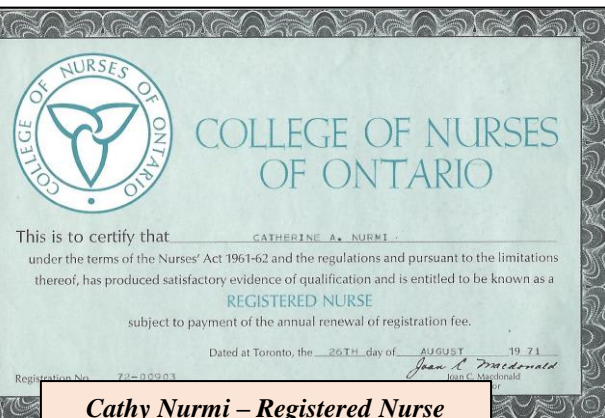 COLLEGE OF NURSES OF ONTARIO
COLLEGE OF NURSES
OF ONTARIO
This is to certify that CATHERINE A. NURMI
under the terms of the Nurses' Act 1961-62 and the regulations and pursuant to the limitations
thereof, has produced satisfactory evidence of qualification and is entitled to be known as a
REGISTERED NURSE
subject to payment of the annual renewal of registration fee.
Dated at Toronto, the 26TH day of AUGUST 19 71
Joan C. Macdonald
Registration No. 72-00903 Joan C. Macdonald
Cathy Nurmi – Registered Nurse